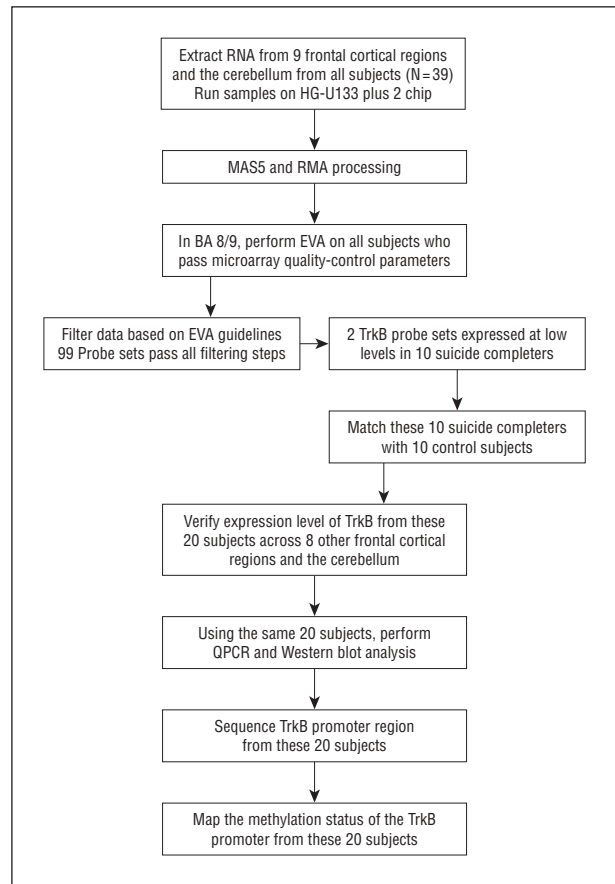 Extract RNA from 9 frontal cortical regions
and the cerebellum from all subjects (N=39)
Run samples on HG-U133 plus 2 chip
MAS5 and RMA processing
In BA 8/9, perform EVA on all subjects who
pass microarray quality-control parameters
Filter data based on EVA guidelines
99 Probe sets pass all filtering steps
2 TrkB probe sets expressed at low
levels in 10 suicide completers
Match these 10 suicide completers
with 10 control subjects
Verify expression level of TrkB from these
20 subjects across 8 other frontal cortical
regions and the cerebellum
Using the same 20 subjects, perform
QPCR and Western blot analysis
Sequence TrkB promoter region
from these 20 subjects
Map the methylation status of the TrkB
promoter from these 20 subjects